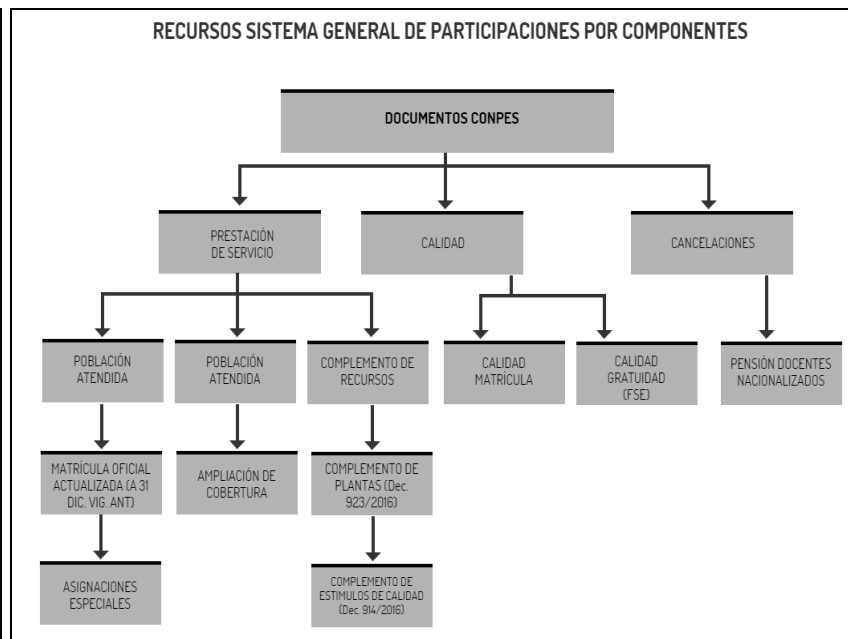 RECURSOS SISTEMA GENERAL DE PARTICIPACIONES POR COMPONENTES
DOCUMENTOS CONPES
PRESTACIÓN
DE SERVICIO
CALIDAD
CANCELACIONES
POBLACIÓN
ATENDIDA
POBLACIÓN
ATENDIDA
COMPLEMENTO DE
RECURSOS
CALIDAD
MATRÍCULA
CALIDAD
GRATUIDAD
(FSE)
PENSIÓN DOCENTES
NACIONALIZADOS
MATRÍCULA OFICIAL
ACTUALIZADA (A 31
DIC. VIG. ANT)
AMPLIACIÓN DE
COBERTURA
COMPLEMENTO DE
PLANTAS (Dec.
923/2016)
ASIGNACIONES
ESPECIALES
COMPLEMENTO DE
ESTIMULOS DE CALIDAD
(Dec. 914/2016)